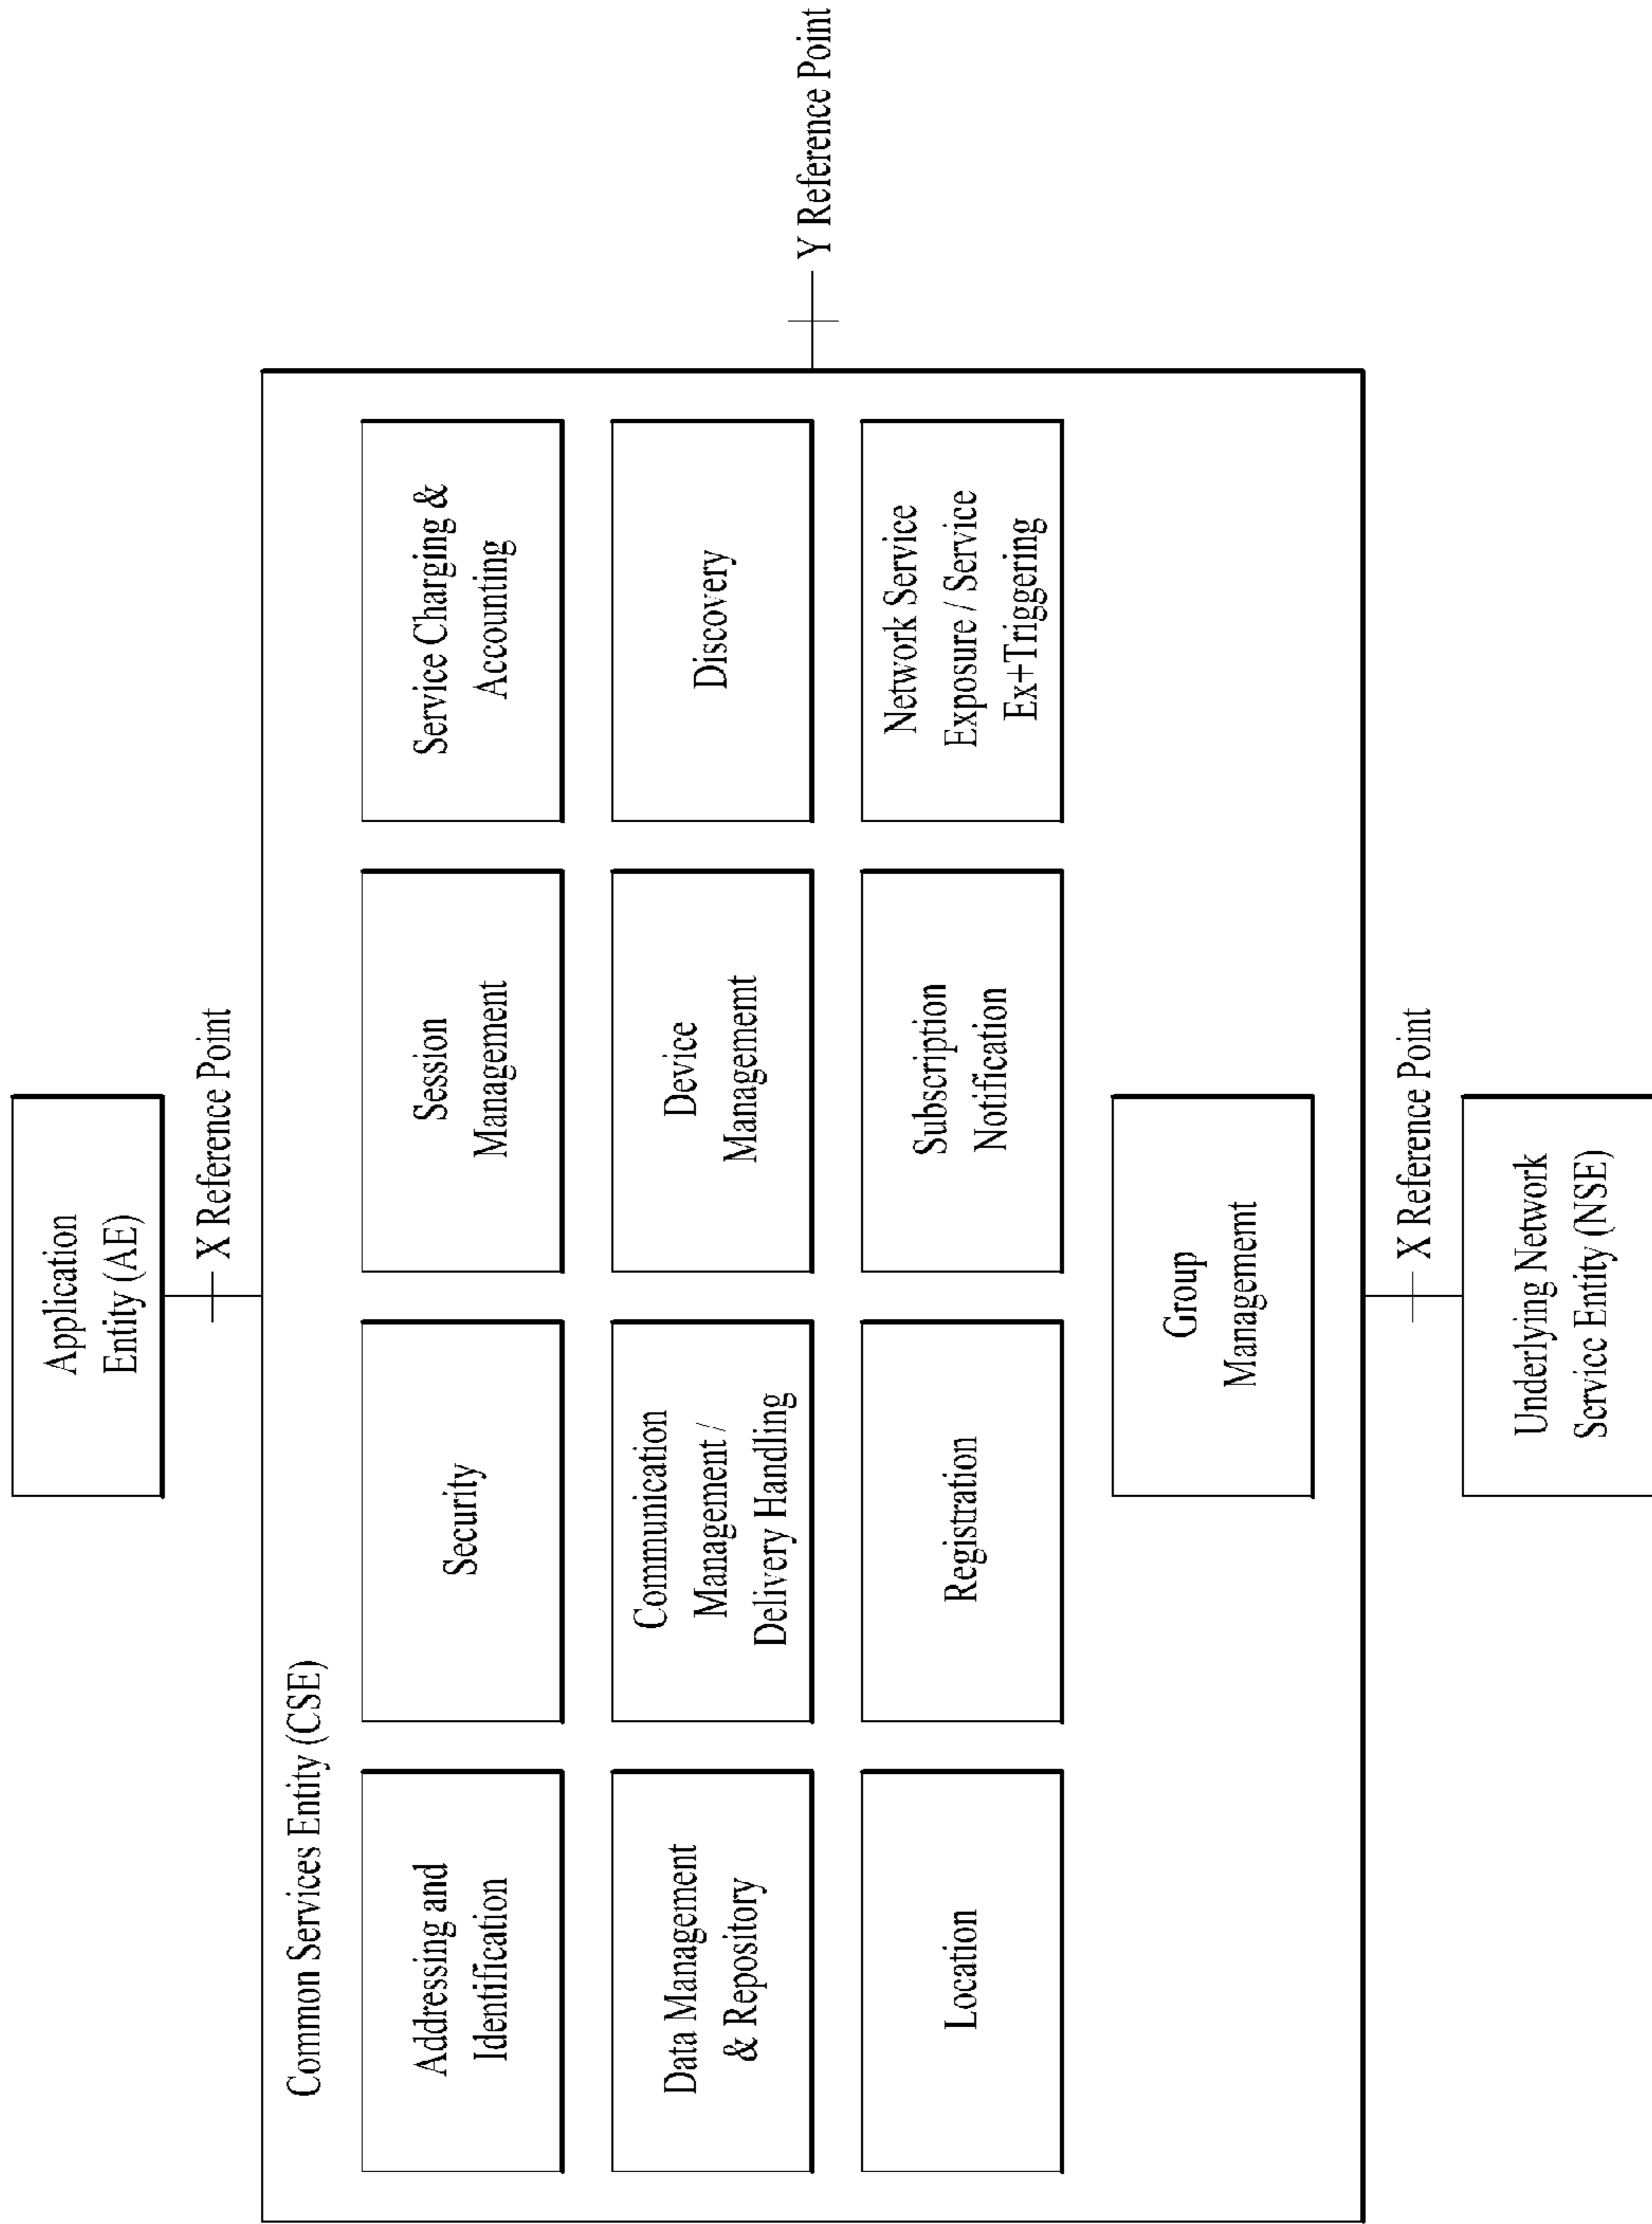 Application
Entity (AE)
X Reference Point
Common Services Entity (CSE)
Addressing and
Identification
Security
Session
Management
Service Charging &
Accounting
Data Management
& Repository
Communication
Management /
Delivery Handling
Device
Management
Discovery
Y Reference Point
Location
Registration
Subscription
Notification
Network Service
Exposure / Service
Ex+Triggering
Group
Management
X Reference Point
Underlying Network
Service Entity (NSE)